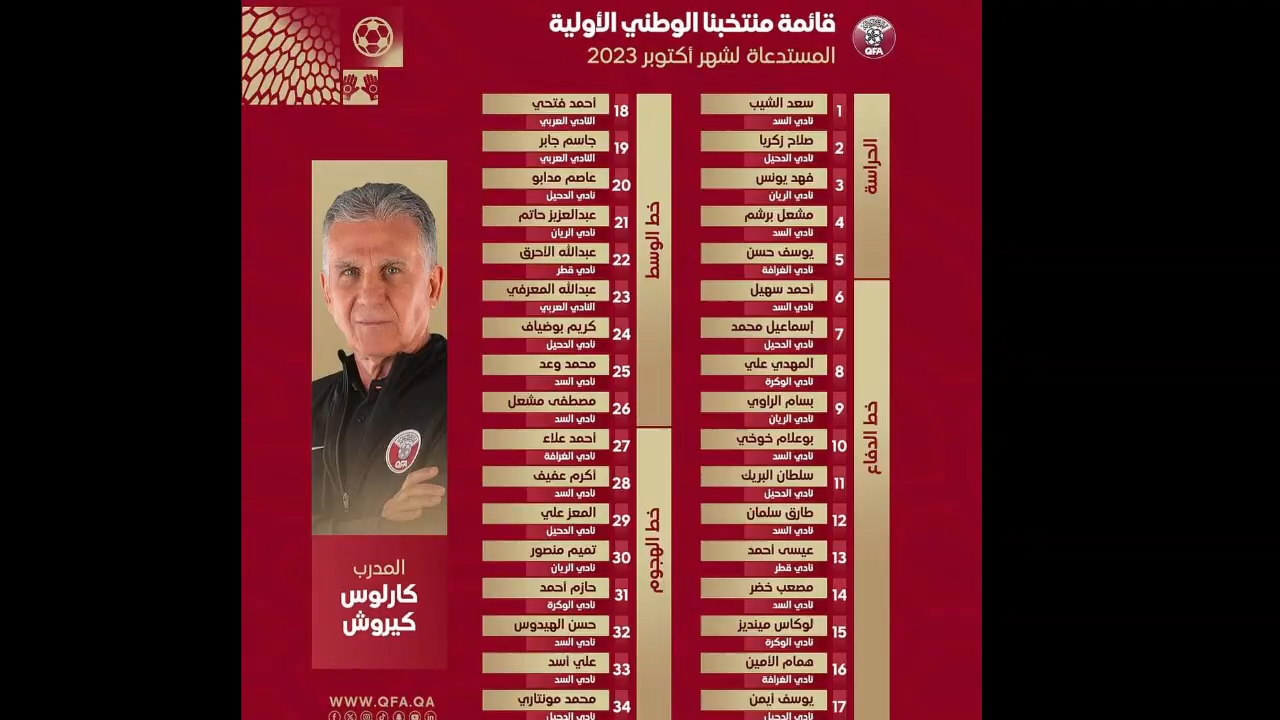 قائمة منتخبنا الوطني الأولية
المستدعاة لشهر أكتوبر 2023
QFA
الحراسة
1 سعد الشيب
نادي السد
2 صلاح زكريا
نادي الدحيل
3 فهد يونس
نادي الريان
4 مشعل برشم
نادي السد
5 يوسف حسن
نادي الغرافة
خط الدفاع
6 أحمد سهيل
نادي السد
7 إسماعيل محمد
نادي الدحيل
8 المهدي علي
نادي الوكرة
9 بسام الراوي
نادي الريان
10 بوعلام خوخي
نادي السد
11 سلطان البريك
نادي الدحيل
12 طارق سلمان
نادي السد
13 عيسى أحمد
نادي قطر
14 مصعب خضر
نادي السد
15 لوكاس مينديز
نادي الوكرة
16 همام الأمين
نادي الغرافة
17 يوسف أيمن
نادي الدحيل
خط الوسط
18 أحمد فتحي
النادي العربي
19 جاسم جابر
النادي العربي
20 عاصم مدابو
نادي الدحيل
21 عبدالعزيز حاتم
نادي الريان
22 عبدالله الأحرق
نادي قطر
23 عبدالله المعرفي
النادي العربي
24 كريم بوضياف
نادي الدحيل
25 محمد وعد
نادي السد
26 مصطفى مشعل
نادي السد
خط الهجوم
27 أحمد علاء
نادي الغرافة
28 أكرم عفيف
نادي السد
29 المعز علي
نادي الدحيل
30 تميم منصور
نادي الريان
31 حازم أحمد
نادي الوكرة
32 حسن الهيدوس
نادي السد
33 علي أسد
نادي السد
34 محمد مونتاري
نادي الدحيل
QFA
المدرب
كارلوس
كيروش
WWW.QFA.QA